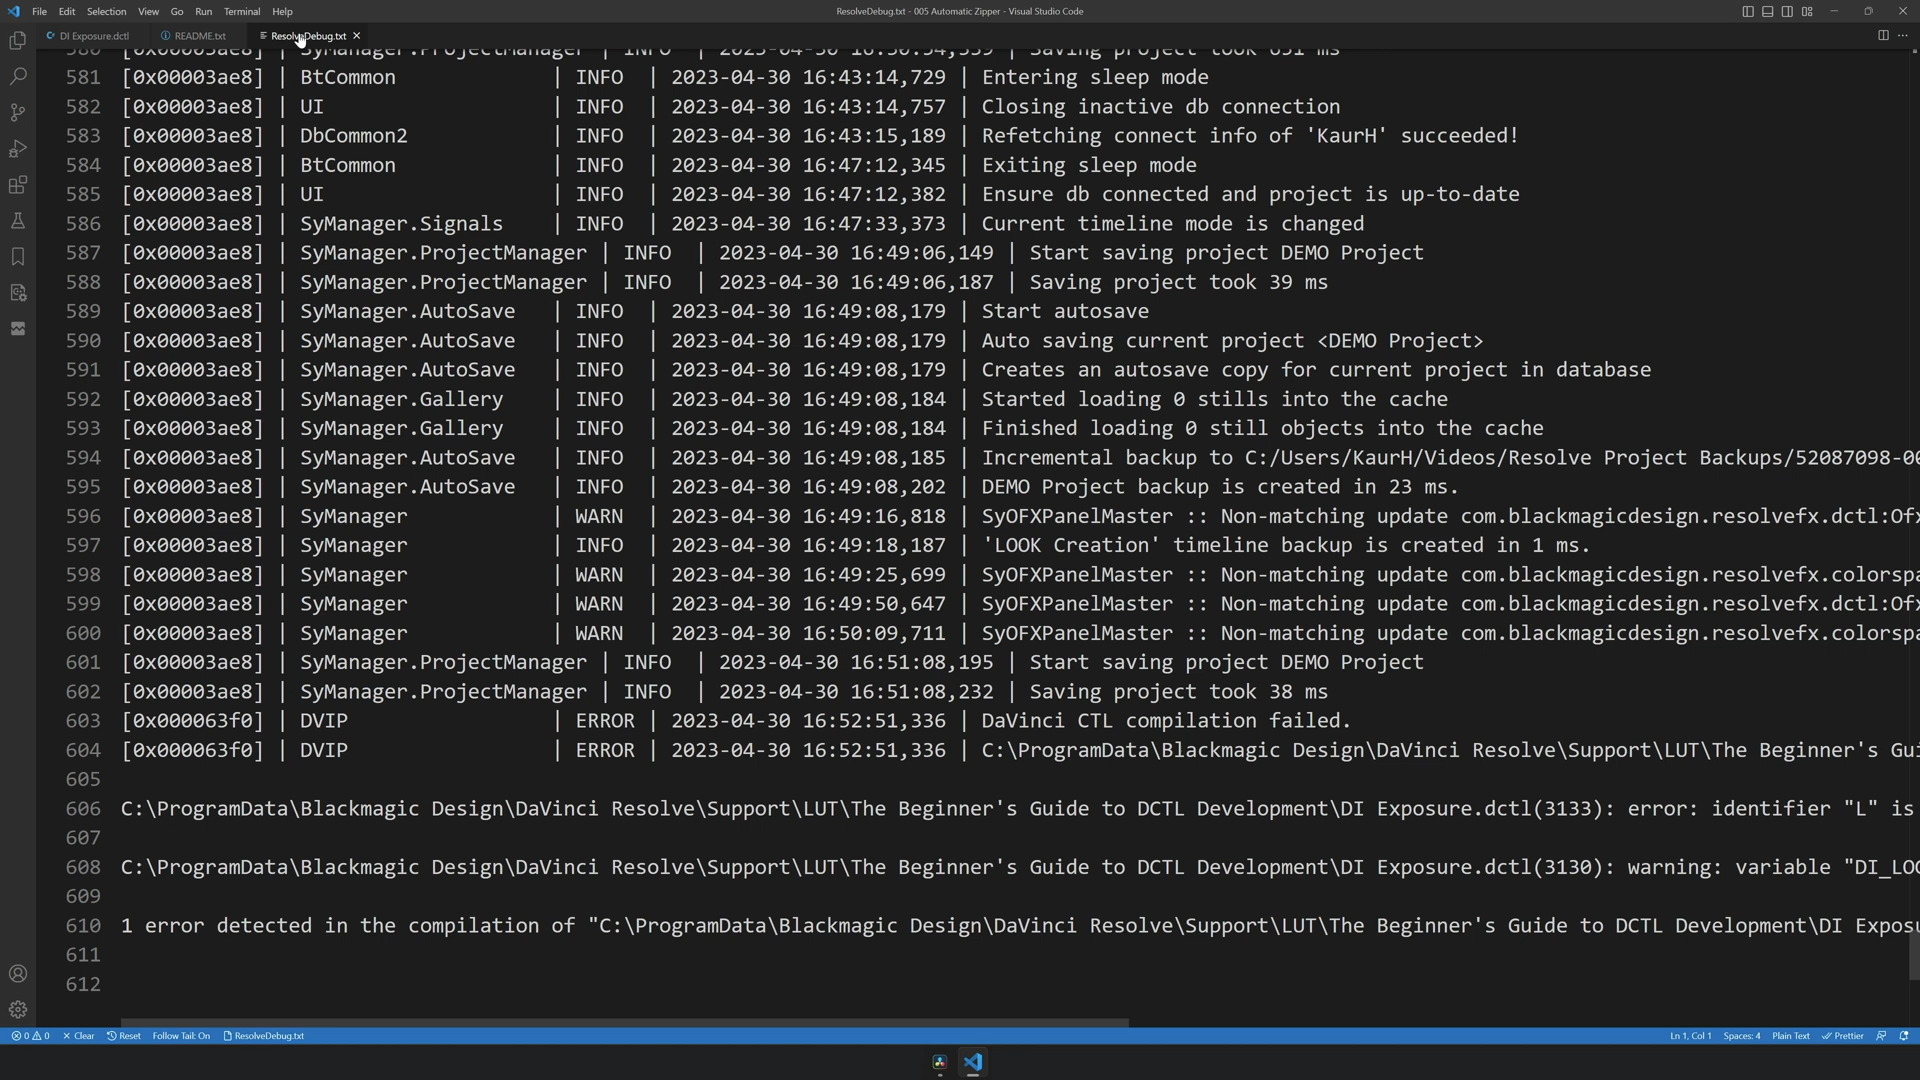 File Edit Selection View Go Run Terminal Help
ResolveDebug.txt - 005 Automatic Zipper - Visual Studio Code
DI Exposure.dctl README.txt ResolveDebug.txt
580 [0x00003ae8] | SyManager.ProjectManager | INFO | 2023-04-30 16:36:54,339 | Saving project took 631 ms
581 [0x00003ae8] | BtCommon | INFO | 2023-04-30 16:43:14,729 | Entering sleep mode
582 [0x00003ae8] | UI | INFO | 2023-04-30 16:43:14,757 | Closing inactive db connection
583 [0x00003ae8] | DbCommon2 | INFO | 2023-04-30 16:43:15,189 | Refetching connect info of 'KaurH' succeeded!
584 [0x00003ae8] | BtCommon | INFO | 2023-04-30 16:47:12,345 | Exiting sleep mode
585 [0x00003ae8] | UI | INFO | 2023-04-30 16:47:12,382 | Ensure db connected and project is up-to-date
586 [0x00003ae8] | SyManager.Signals | INFO | 2023-04-30 16:47:33,373 | Current timeline mode is changed
587 [0x00003ae8] | SyManager.ProjectManager | INFO | 2023-04-30 16:49:06,149 | Start saving project DEMO Project
588 [0x00003ae8] | SyManager.ProjectManager | INFO | 2023-04-30 16:49:06,187 | Saving project took 39 ms
589 [0x00003ae8] | SyManager.AutoSave | INFO | 2023-04-30 16:49:08,179 | Start autosave
590 [0x00003ae8] | SyManager.AutoSave | INFO | 2023-04-30 16:49:08,179 | Auto saving current project <DEMO Project>
591 [0x00003ae8] | SyManager.AutoSave | INFO | 2023-04-30 16:49:08,179 | Creates an autosave copy for current project in database
592 [0x00003ae8] | SyManager.Gallery | INFO | 2023-04-30 16:49:08,184 | Started loading 0 stills into the cache
593 [0x00003ae8] | SyManager.Gallery | INFO | 2023-04-30 16:49:08,184 | Finished loading 0 still objects into the cache
594 [0x00003ae8] | SyManager.AutoSave | INFO | 2023-04-30 16:49:08,185 | Incremental backup to C:/Users/KaurH/Videos/Resolve Project Backups/52087098-00
595 [0x00003ae8] | SyManager.AutoSave | INFO | 2023-04-30 16:49:08,202 | DEMO Project backup is created in 23 ms.
596 [0x00003ae8] | SyManager | WARN | 2023-04-30 16:49:16,818 | SyOFXPanelMaster :: Non-matching update com.blackmagicdesign.resolvefx.dctl:Ofx
597 [0x00003ae8] | SyManager | INFO | 2023-04-30 16:49:18,187 | 'LOOK Creation' timeline backup is created in 1 ms.
598 [0x00003ae8] | SyManager | WARN | 2023-04-30 16:49:25,699 | SyOFXPanelMaster :: Non-matching update com.blackmagicdesign.resolvefx.colorspa
599 [0x00003ae8] | SyManager | WARN | 2023-04-30 16:49:50,647 | SyOFXPanelMaster :: Non-matching update com.blackmagicdesign.resolvefx.dctl:Ofx
600 [0x00003ae8] | SyManager | WARN | 2023-04-30 16:50:09,711 | SyOFXPanelMaster :: Non-matching update com.blackmagicdesign.resolvefx.colorspa
601 [0x00003ae8] | SyManager.ProjectManager | INFO | 2023-04-30 16:51:08,195 | Start saving project DEMO Project
602 [0x00003ae8] | SyManager.ProjectManager | INFO | 2023-04-30 16:51:08,232 | Saving project took 38 ms
603 [0x000063f0] | DVIP | ERROR | 2023-04-30 16:52:51,336 | DaVinci CTL compilation failed.
604 [0x000063f0] | DVIP | ERROR | 2023-04-30 16:52:51,336 | C:\ProgramData\Blackmagic Design\DaVinci Resolve\Support\LUT\The Beginner's Gui
605
606 C:\ProgramData\Blackmagic Design\DaVinci Resolve\Support\LUT\The Beginner's Guide to DCTL Development\DI Exposure.dctl(3133): error: identifier "L" is
607
608 C:\ProgramData\Blackmagic Design\DaVinci Resolve\Support\LUT\The Beginner's Guide to DCTL Development\DI Exposure.dctl(3130): warning: variable "DI_LOG
609
610 1 error detected in the compilation of "C:\ProgramData\Blackmagic Design\DaVinci Resolve\Support\LUT\The Beginner's Guide to DCTL Development\DI Exposu
611
612
0 0 Clear Reset Follow Tail: On ResolveDebug.txt
Ln 1, Col 1 Spaces: 4 Plain Text Prettier